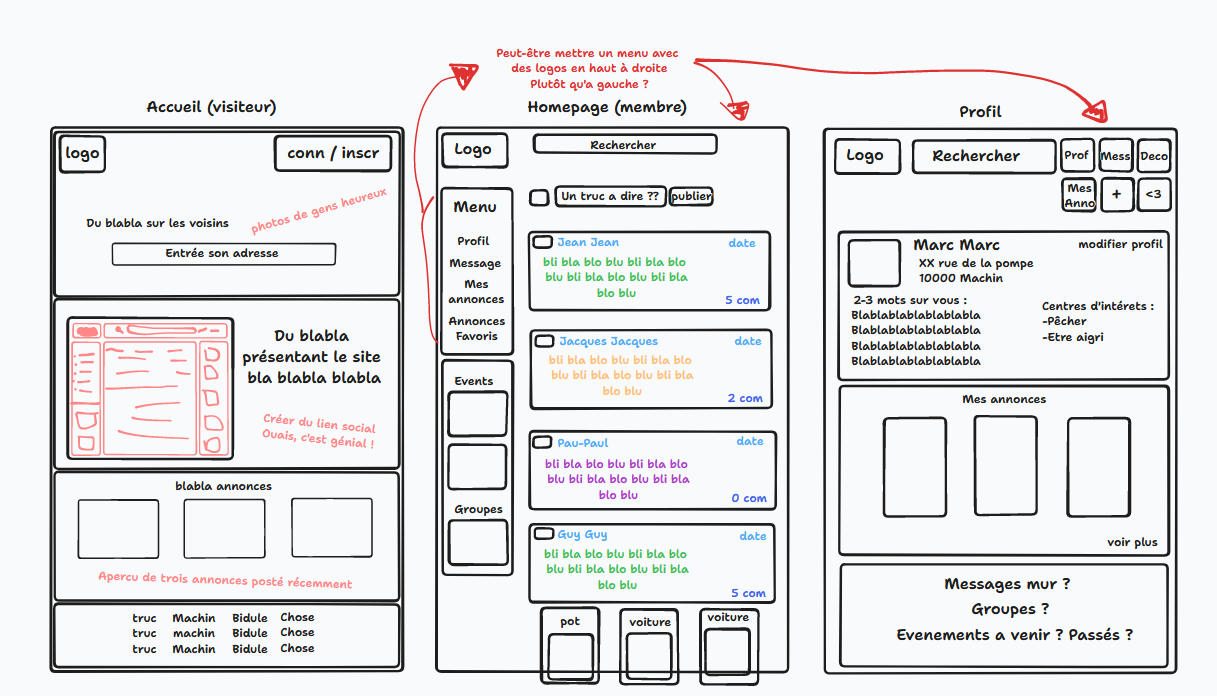 Peut-être mettre un menu avec
des logos en haut à droite
Plutôt qu'a gauche ?
Accueil (visiteur)
logo
conn / inscr
photos de gens heureux
Du blabla sur les voisins
Entrée son adresse
Du blabla
présentant le site
bla blabla blabla
Créer du lien social
Ouais, c'est génial !
blabla annonces
Apercu de trois annonces posté récemment
truc Machin Bidule Chose
truc machin Bidule Chose
truc Machin Bidule Chose
Homepage (membre)
Logo
Rechercher
Menu
Profil
Message
Mes
annonces
Annonces
Favoris
Events
Groupes
Un truc a dire ??
publier
Jean Jean
date
bli bla blo blu bli bla blo
blu bli bla blo blu bli bla
blo blu
5 com
Jacques Jacques
date
bli bla blo blu bli bla blo
blu bli bla blo blu bli bla
blo blu
2 com
Pau-Paul
date
bli bla blo blu bli bla blo
blu bli bla blo blu bli bla
blo blu
0 com
Guy Guy
date
bli bla blo blu bli bla blo
blu bli bla blo blu bli bla
blo blu
5 com
pot
voiture
voiture
Profil
Logo
Rechercher
Prof
Mess
Deco
Mes
Anno
+
<3
Marc Marc
modifier profil
XX rue de la pompe
10000 Machin
2-3 mots sur vous :
Blablablablablablabla
Blablablablablablabla
Blablablablablablabla
Blablablablablablabla
Centres d'intérets :
-Pêcher
-Etre aigri
Mes annonces
voir plus
Messages mur ?
Groupes ?
Evenements a venir ? Passés ?